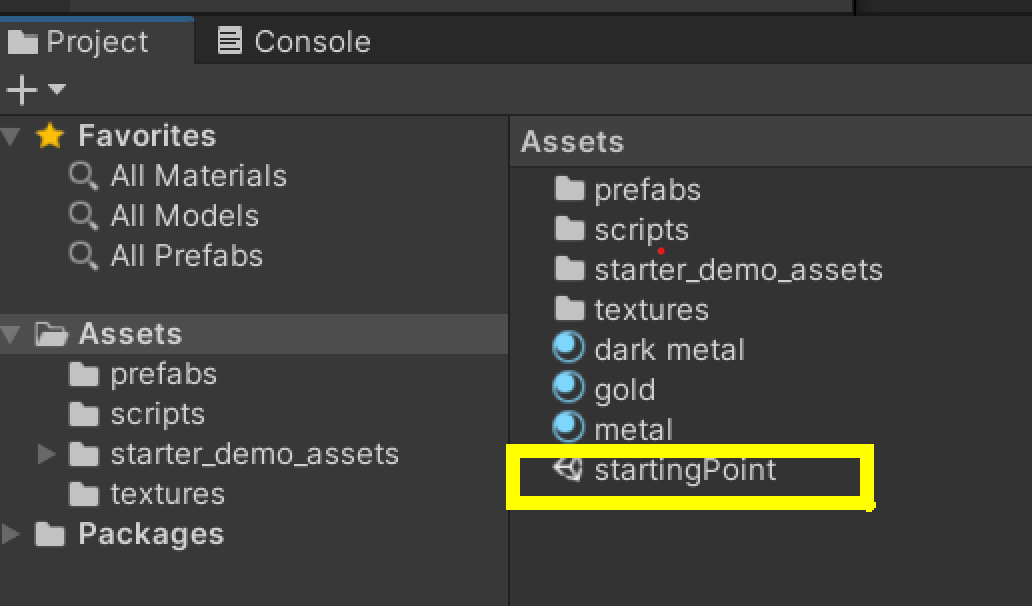 Project
Console
Favorites
All Materials
All Models
All Prefabs
Assets
prefabs
scripts
starter_demo_assets
textures
Packages
Assets
prefabs
scripts
starter_demo_assets
textures
dark metal
gold
metal
startingPoint